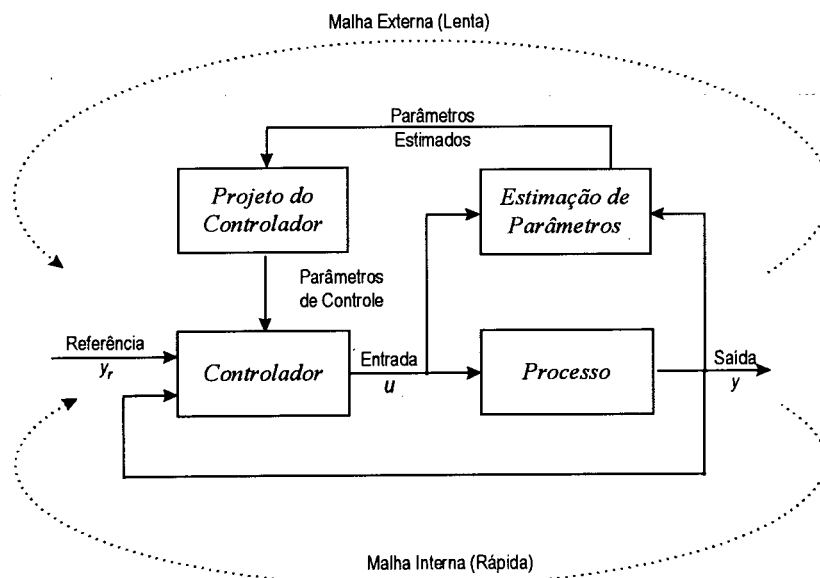 Malha Externa (Lenta)
Parâmetros
Estimados
Projeto do
Controlador
Estimação de
Parâmetros
Parâmetros
de Controle
Referência
y_r
Controlador
Entrada
u
Processo
Saída
y
Malha Interna (Rápida)